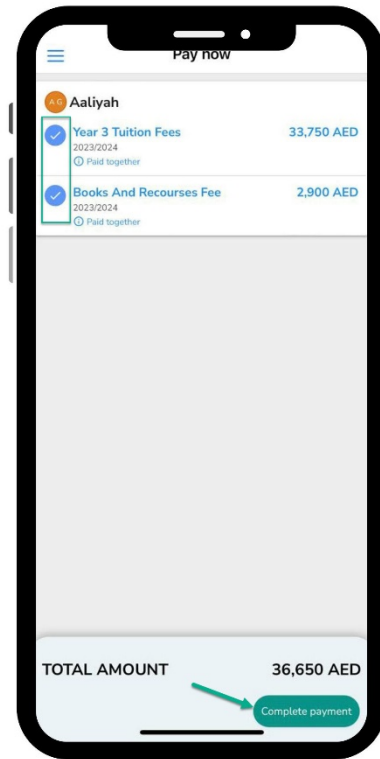 Pay now
A G Aaliyah
Year 3 Tuition Fees 33,750 AED
2023/2024
Paid together
Books And Recourses Fee 2,900 AED
2023/2024
Paid together
TOTAL AMOUNT 36,650 AED
Complete payment